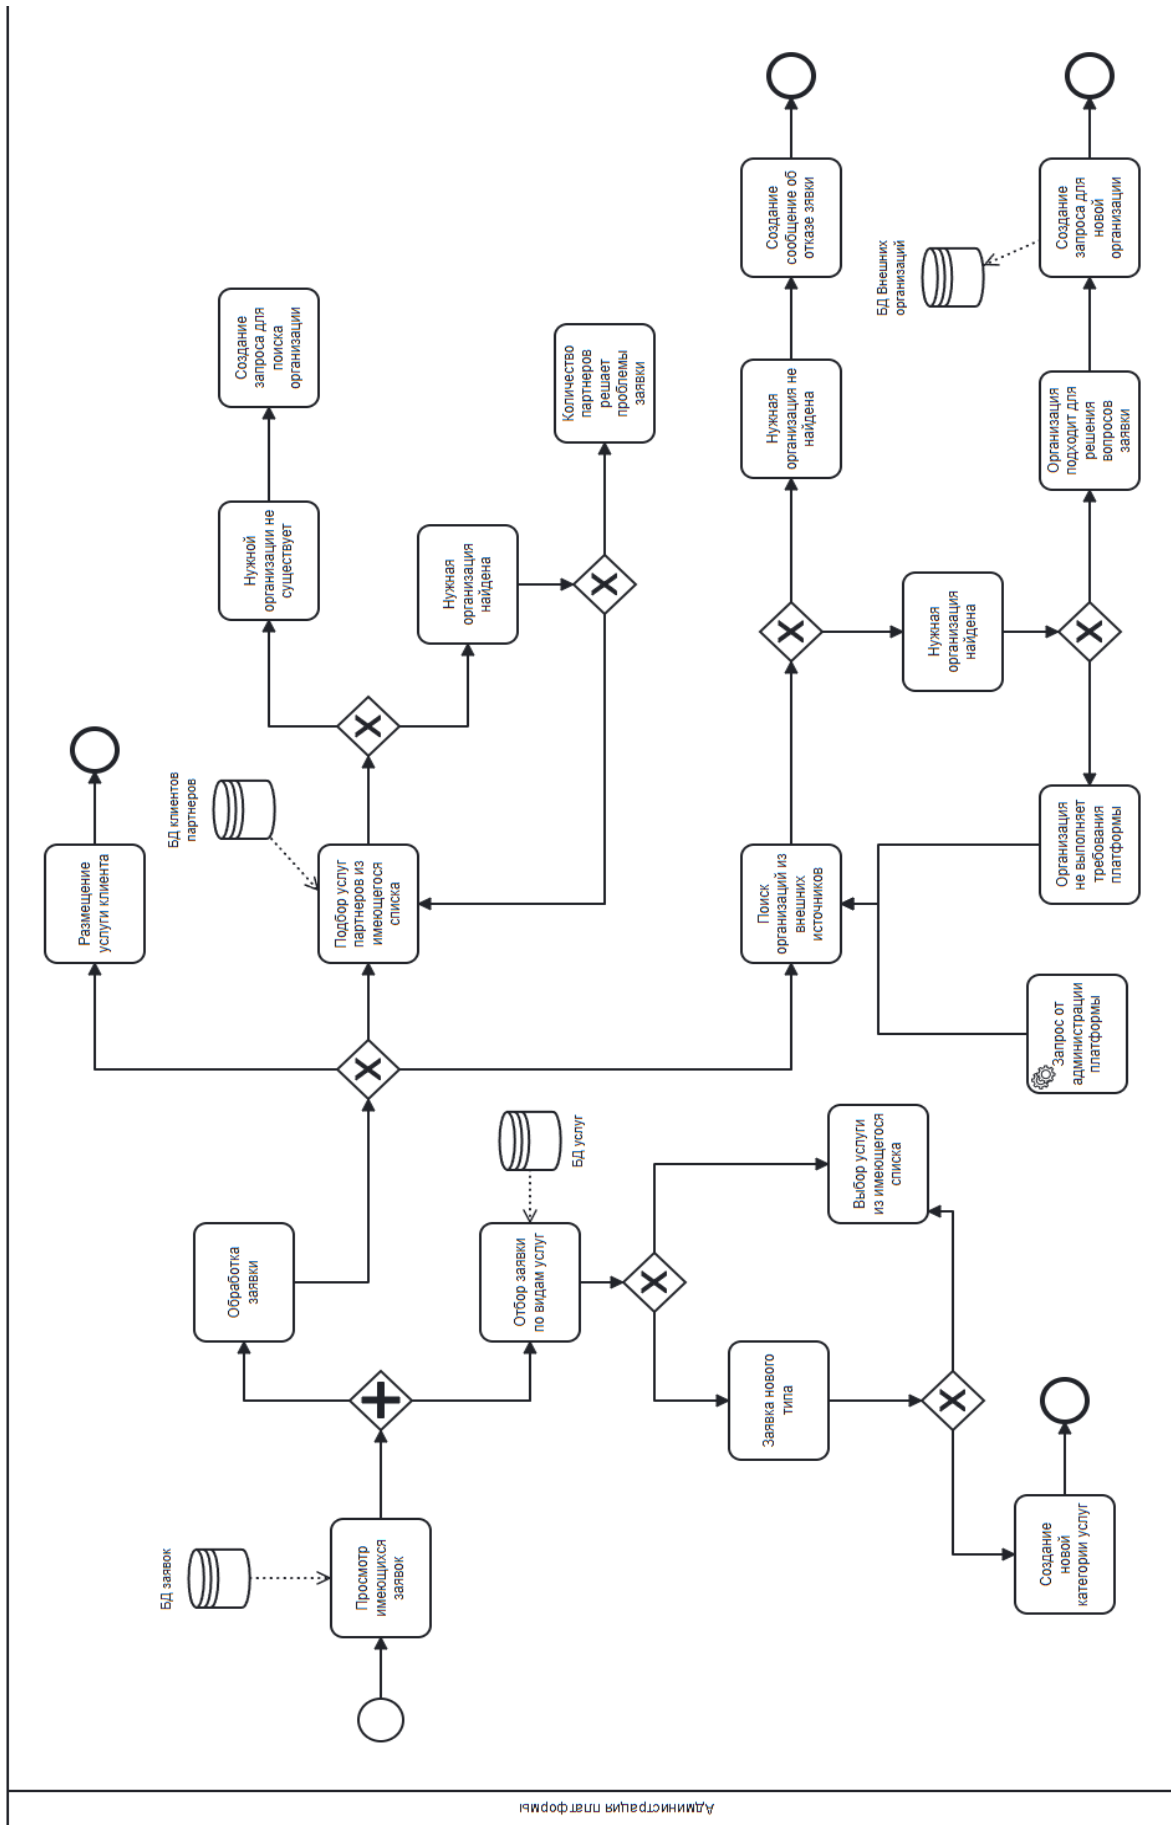 Администрация платформы
БД заявок
Просмотр
имеющихся
заявок
Обработка
заявки
Отбор заявки
по видам услуг
БД услуг
Заявка нового
типа
Создание
новой
категории услуг
Выбор услуги
из имеющегося
списка
Размещение
услуги клиента
БД клиентов
партнеров
Подбор услуг
партнеров из
имеющегося
списка
Нужной
организации не
существует
Создание
запроса для
поиска
организации
Нужная
организация
найдена
Количество
партнеров
решает
проблемы
заявки
Поиск
организаций из
внешних
источников
Запрос от
администрации
платформы
Организация
не выполняет
требования
платформы
Нужная
организация
найдена
Нужная
организация не
найдена
Создание
сообщение об
отказе зявки
Организация
подходит для
решения
вопросов
заявки
БД Внешних
организаций
Создание
запроса для
новой
организации